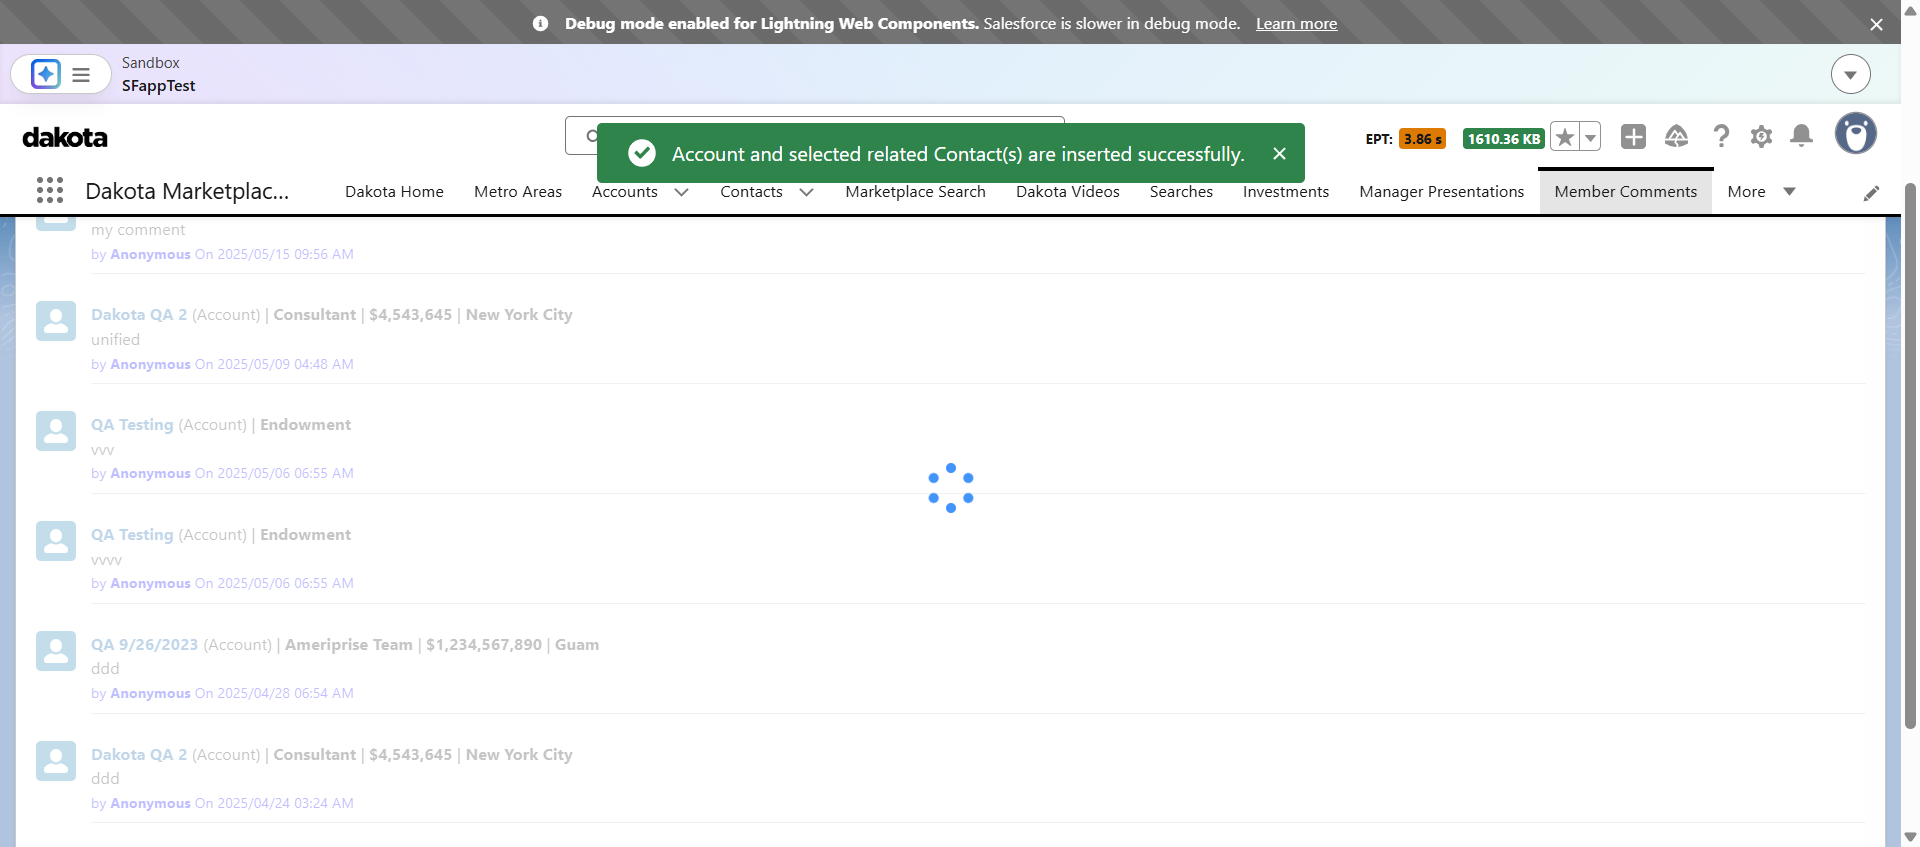 Debug mode enabled for Lightning Web Components. Salesforce is slower in debug mode. Learn more
Sandbox
SFappTest
dakota
Account and selected related Contact(s) are inserted successfully.
EPT: 3.86 s 1610.36 KB
Dakota Marketplac... Dakota Home Metro Areas Accounts Contacts Marketplace Search Dakota Videos Searches Investments Manager Presentations Member Comments More
my comment
by Anonymous On 2025/05/15 09:56 AM
Dakota QA 2 (Account) | Consultant | $4,543,645 | New York City
unified
by Anonymous On 2025/05/09 04:48 AM
QA Testing (Account) | Endowment
vvv
by Anonymous On 2025/05/06 06:55 AM
QA Testing (Account) | Endowment
vvvv
by Anonymous On 2025/05/06 06:55 AM
QA 9/26/2023 (Account) | Ameriprise Team | $1,234,567,890 | Guam
ddd
by Anonymous On 2025/04/28 06:54 AM
Dakota QA 2 (Account) | Consultant | $4,543,645 | New York City
ddd
by Anonymous On 2025/04/24 03:24 AM